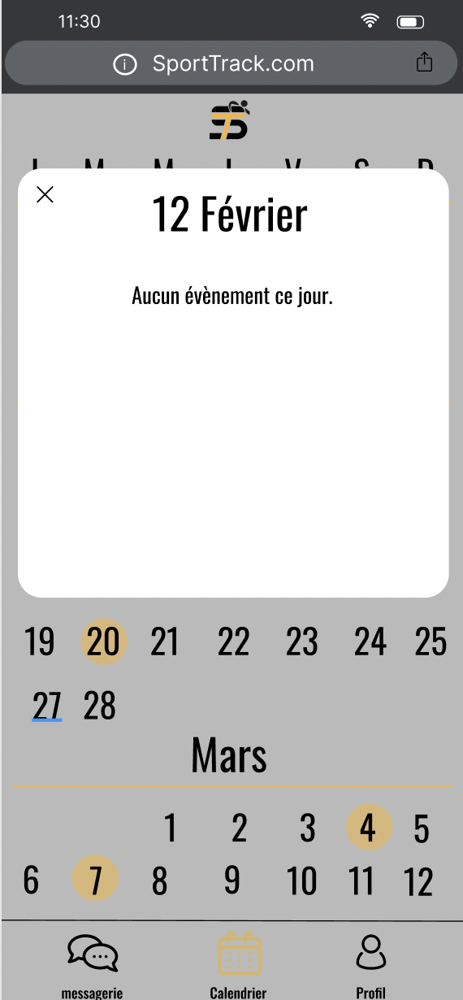 11:30
SportTrack.com
L M M J V S D
12 Février
Aucun évènement ce jour.
19 20 21 22 23 24 25
27 28
Mars
1 2 3 4 5
6 7 8 9 10 11 12
messagerie Calendrier Profil